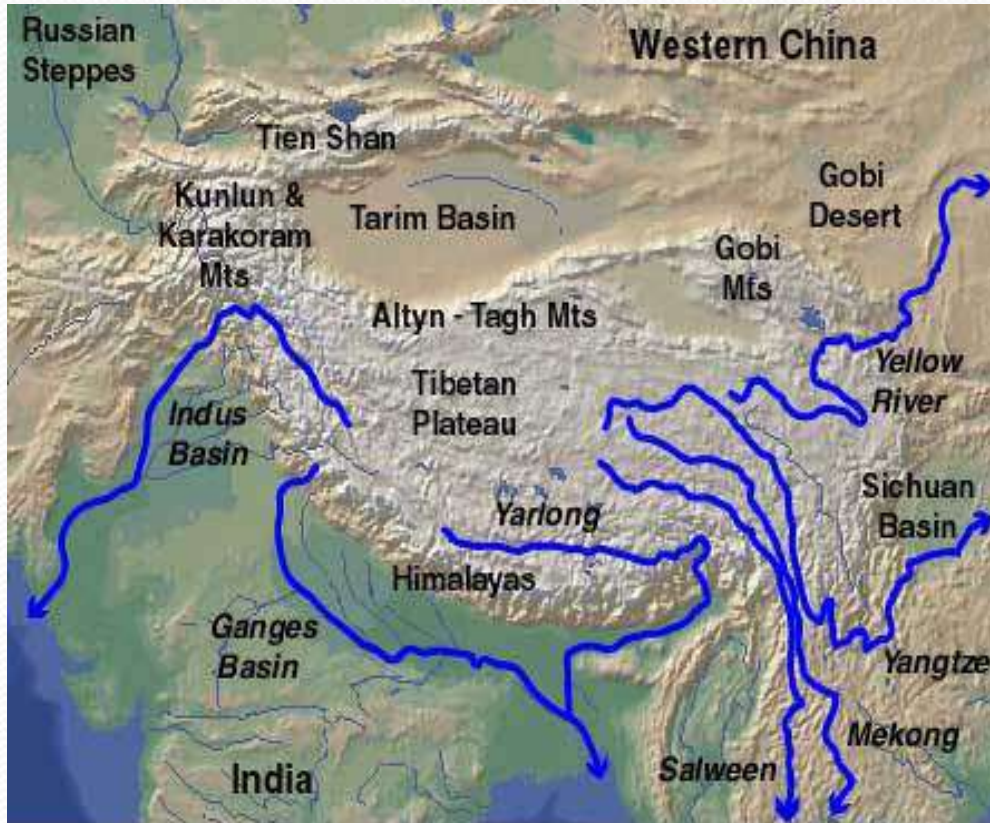 Russian
Steppes
Western China
Tien Shan
Kunlun &
Karakoram
Mts
Tarim Basin
Gobi
Desert
Gobi
Mts
Altyn - Tagh Mts
Tibetan
Plateau
Yellow
River
Indus
Basin
Sichuan
Basin
Yarlong
Himalayas
Ganges
Basin
Yangtze
Mekong
Salween
India